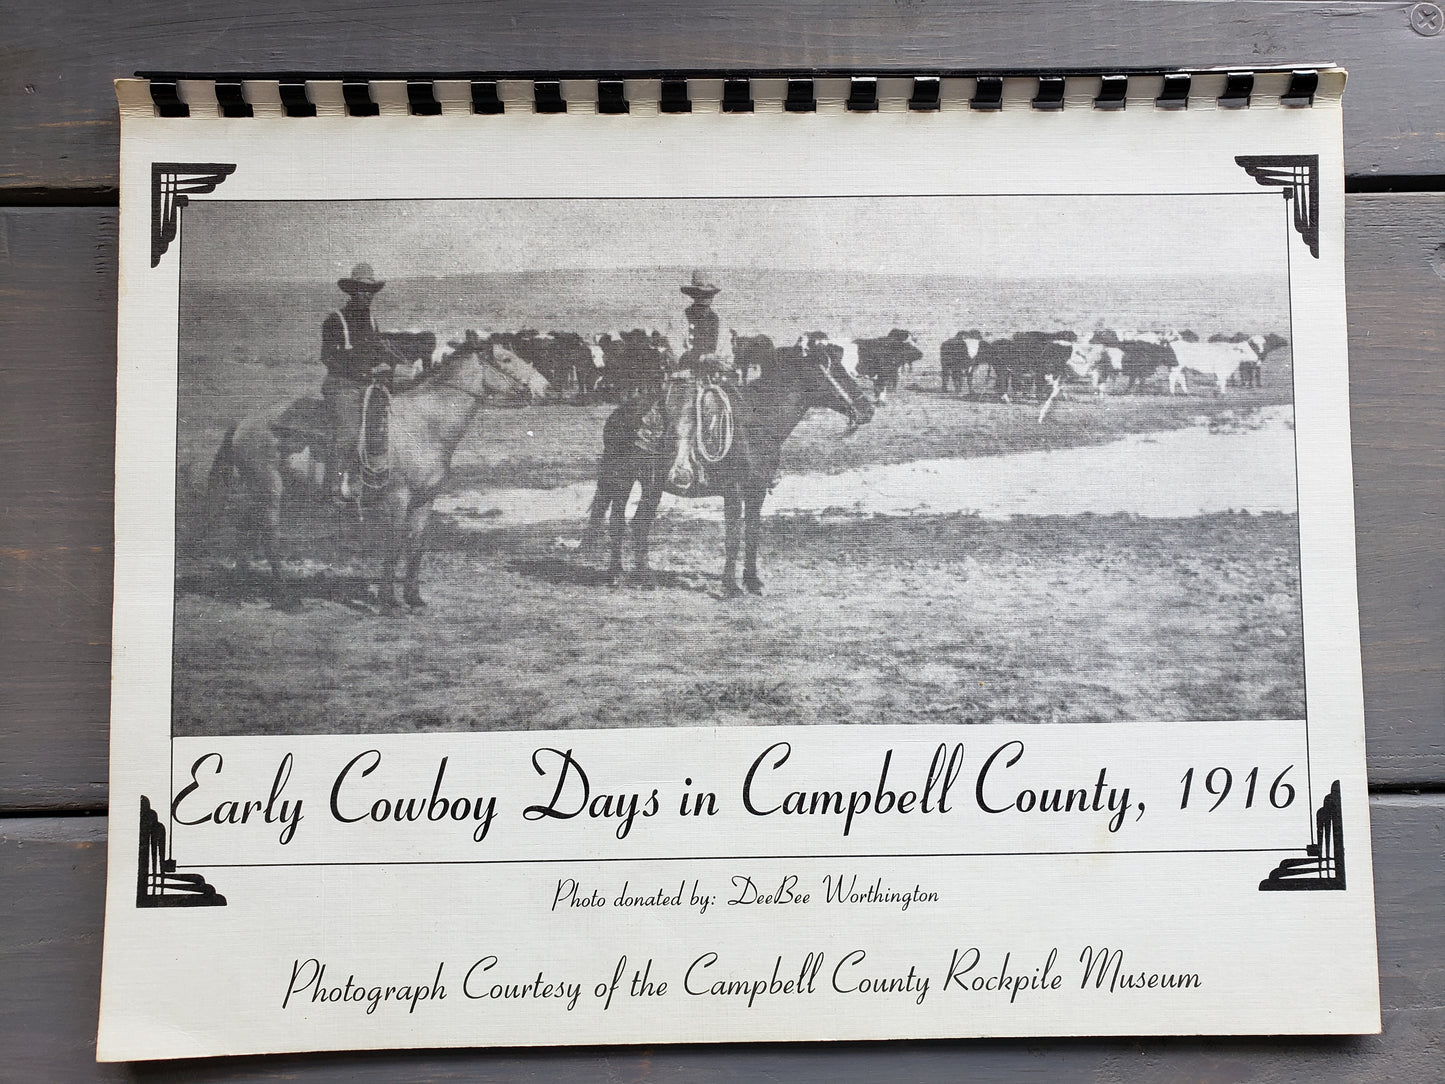 Early Cowboy Days in Campbell County, 1916
Photo donated by: DeeBee Worthington
Photograph Courtesy of the Campbell County Rockpile Museum